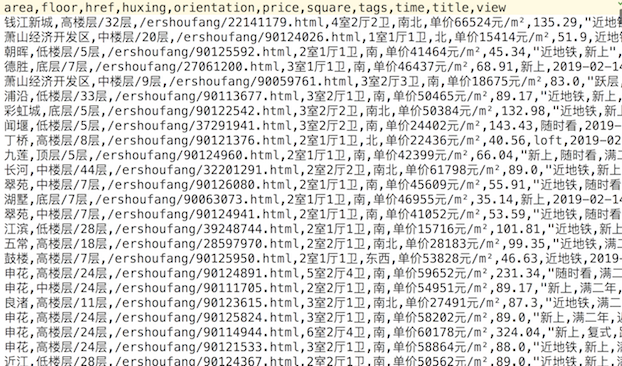 area,floor,href,huxing,orientation,price,square,tags,time,title,view
钱江新城,高楼层/32层,/ershoufang/22141179.html,4室2厅2卫,南北,单价66524元/m²,135.29,"近地铁
萧山经济开发区,中楼层/20层,/ershoufang/90124026.html,1室1厅1卫,北,单价15414元/m²,51.9,近地铁
朝晖,低楼层/5层,/ershoufang/90125592.html,2室1厅1卫,南,单价41464元/m²,45.34,"近地铁,新上",
德胜,底层/7层,/ershoufang/27061200.html,3室1厅1卫,南,单价46437元/m²,68.91,新上,2019-02-14
萧山经济开发区,中楼层/9层,/ershoufang/90059761.html,3室2厅3卫,南,单价18675元/m²,83.0,"跃层,
浦沿,低楼层/33层,/ershoufang/90113677.html,3室2厅1卫,南,单价50465元/m²,89.17,"近地铁,新上,
彩虹城,底层/5层,/ershoufang/90122542.html,3室2厅2卫,南北,单价50384元/m²,132.98,"近地铁,新
闻堰,低楼层/6层,/ershoufang/37291941.html,3室2厅2卫,南,单价24402元/m²,143.43,随时看,2019-
丁桥,高楼层/8层,/ershoufang/90121376.html,2室1厅1卫,北,单价22436元/m²,40.56,loft,2019-02
九莲,顶层/5层,/ershoufang/90124960.html,2室1厅1卫,南,单价42399元/m²,66.04,"新上,随时看,满二
长河,中楼层/44层,/ershoufang/32201291.html,2室2厅2卫,南北,单价61798元/m²,89.0,"近地铁,新上
翠苑,中楼层/7层,/ershoufang/90126080.html,2室1厅1卫,南,单价45609元/m²,55.91,"近地铁,新上,
湖墅,底层/7层,/ershoufang/90063073.html,2室1厅1卫,南,单价46955元/m²,35.14,新上,2019-02-14
翠苑,中楼层/7层,/ershoufang/90124941.html,2室1厅1卫,南,单价41052元/m²,53.59,"近地铁,新上,
江滨,低楼层/28层,/ershoufang/39248744.html,2室1厅1卫,南,单价15716元/m²,101.81,"近地铁,新
五常,高楼层/18层,/ershoufang/28597970.html,2室2厅1卫,南北,单价28183元/m²,99.35,"近地铁,满二
鼓楼,中楼层/7层,/ershoufang/90125950.html,2室1厅1卫,东西,单价53828元/m²,46.63,近地铁,2019-
申花,高楼层/24层,/ershoufang/90124891.html,5室2厅4卫,南,单价59652元/m²,231.34,"随时看,满二
申花,中楼层/24层,/ershoufang/90111705.html,2室2厅1卫,南,单价54951元/m²,89.17,"新上,满二年,
良渚,高楼层/11层,/ershoufang/90123615.html,3室2厅1卫,南北,单价27491元/m²,87.3,"近地铁,满二
申花,高楼层/24层,/ershoufang/90125824.html,3室2厅1卫,南,单价58202元/m²,89.0,"新上,满二年,近
申花,高楼层/24层,/ershoufang/90114944.html,6室2厅4卫,南,单价60178元/m²,324.04,"新上,复式,跃
申花,高楼层/24层,/ershoufang/90121533.html,3室2厅1卫,南,单价58864元/m²,88.0,"近地铁,新上,满
近江,低楼层/28层,/ershoufang/90124367.html,2室2厅1卫,南,单价50562元/m²,89.0,"近地铁,新上,